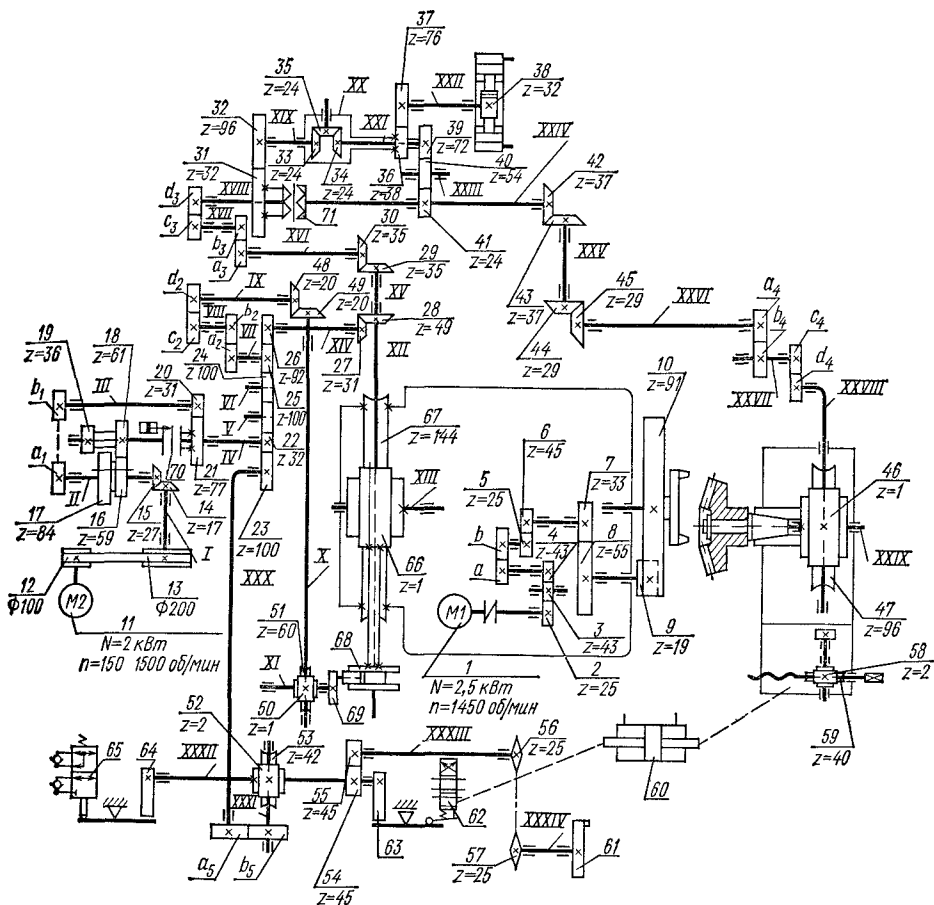 37
z=76
35
z=24
XX
XXII
38
z=32
32
z=96
XIX
XXI
39
z=72
XXIV
31
z=32
33
z=24
34
z=24
36
z=38
40
z=54
XXIII
42
z=37
d₃
XVIII
c₃
XVII
71
b₃
a₃
XVI
30
z=35
41
z=24
XXV
29
z=35
48
z=20
49
z=20
XV
43
z=37
45
z=29
XXVI
a₄
b₄
c₄
d₄
d₂
IX
c₂
VIII
b₂
a₂
VII
28
z=49
XIV
XII
44
z=29
XXVII
XXVIII
19
z=36
18
z=61
24
z=100
26
z=92
27
z=31
10
z=91
III
20
z=31
VI
25
z=100
b₁
V
IV
22
z=32
67
z=144
6
z=45
7
z=33
a₁
II
70
21
z=77
XIII
5
z=25
4
z=43
8
z=55
46
z=1
17
z=84
16
z=59
15
z=27
14
z=17
I
23
z=100
X
b
a
XXIX
12
Ф100
13
Ф200
XXX
66
z=1
М2
М1
3
z=43
9
z=19
47
z=96
11
N=2 кВт
n=150 1500 об/мин
51
z=60
68
1
N=2,5 кВт
n=1450 об/мин
2
z=25
58
z=2
XI
50
z=1
69
59
z=40
52
z=2
53
z=42
XXXIII
56
z=25
65
64
XXXII
XXXI
55
z=45
62
60
a₅
b₅
54
z=45
63
57
z=25
XXXIV
61